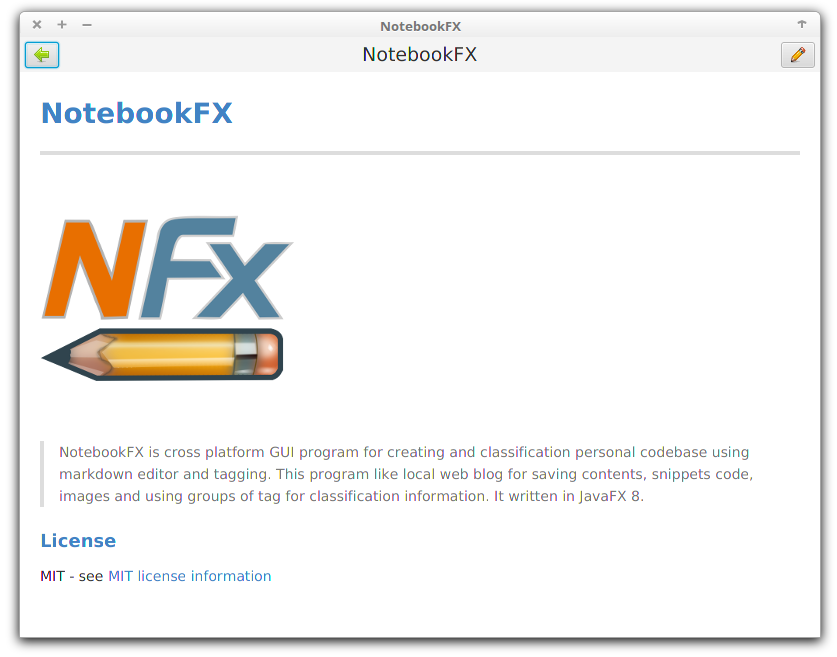 NotebookFX
NotebookFX
NotebookFX
NFx
NotebookFX is cross platform GUI program for creating and classification personal codebase using
markdown editor and tagging. This program like local web blog for saving contents, snippets code,
images and using groups of tag for classification information. It written in JavaFX 8.
License
MIT - see MIT license information